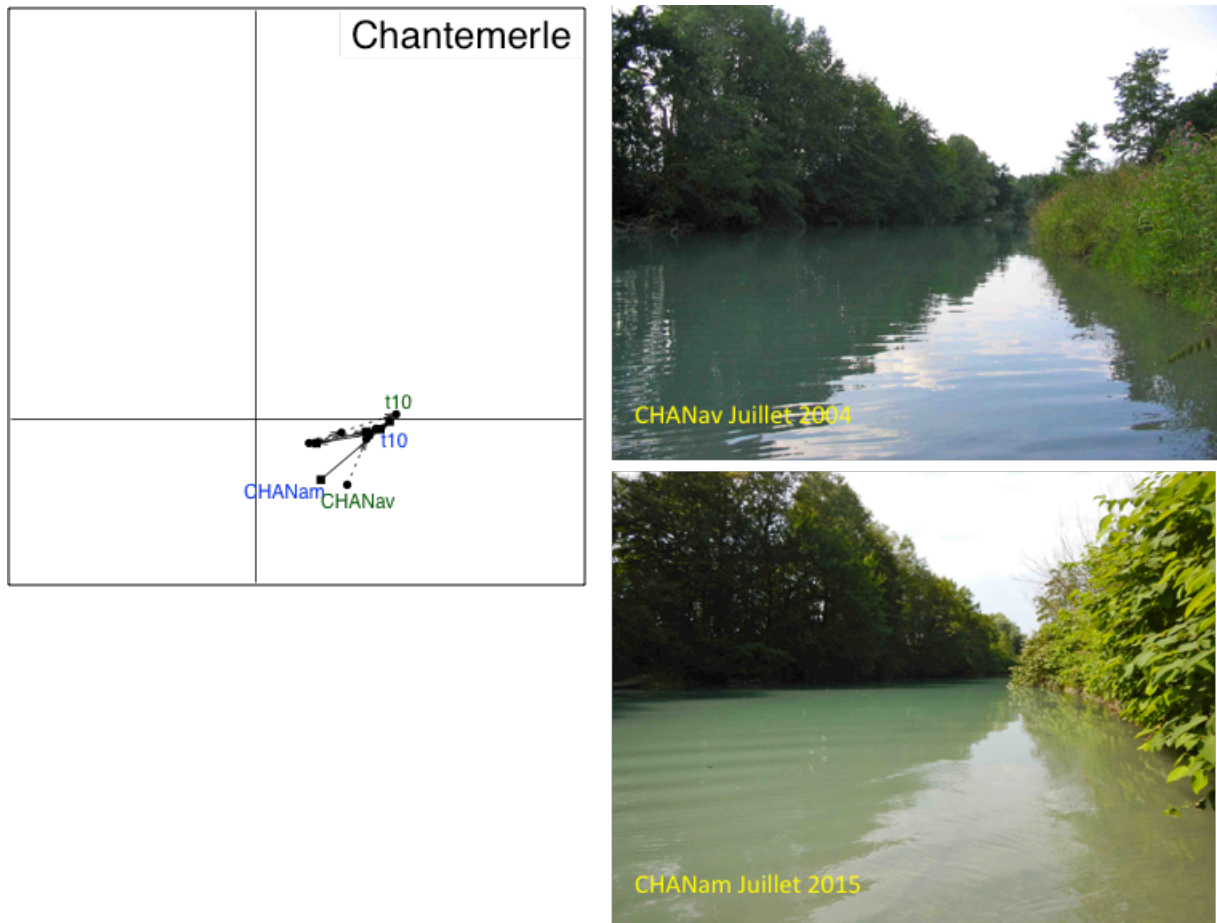 Chantemerle
t10
t10
CHANam
CHANav
CHANav Juillet 2004
CHANam Juillet 2015